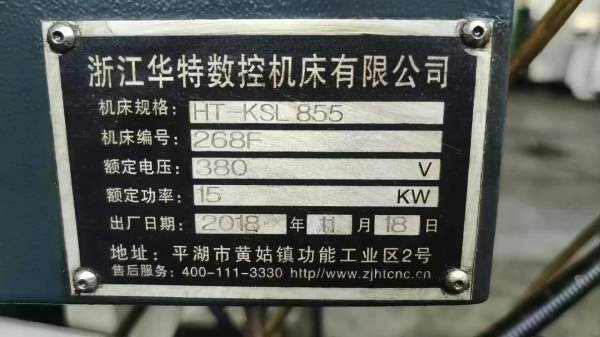 浙江华特数控机床有限公司
机床规格: HT-KSL 855
机床编号: 268F
额定电压: 380 V
额定功率: 15 KW
出厂日期: 2018 年 11 月 18 日
地址: 平湖市黄姑镇功能工业区2号
售后服务: 400-111-3330 http//www.zjhtcnc.cn